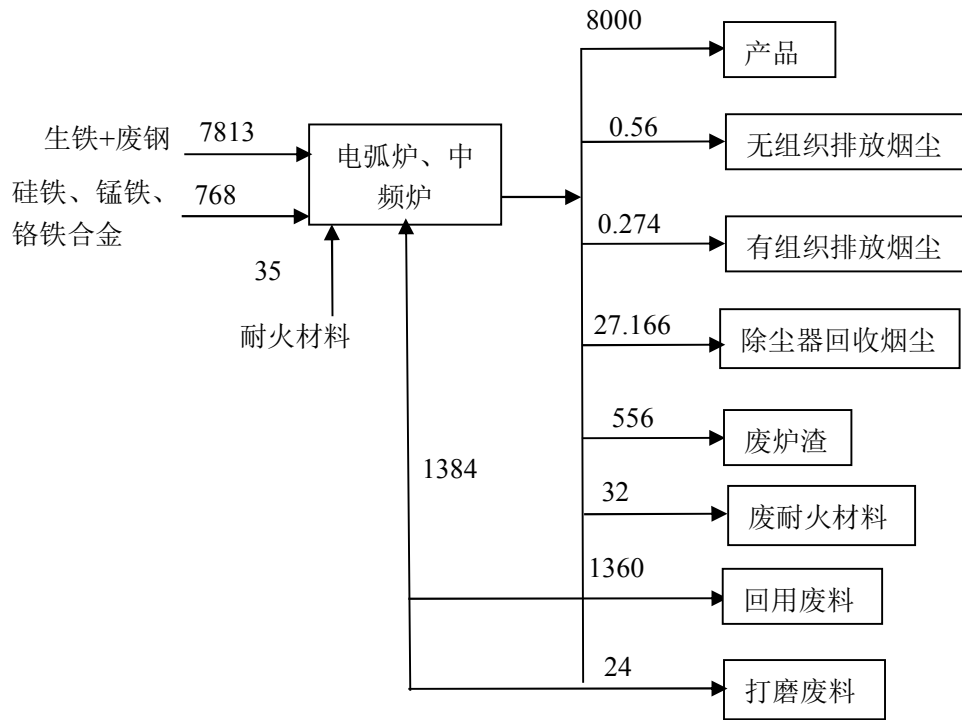 8000
产品
生铁+废钢
7813
0.56
无组织排放烟尘
电弧炉、中
频炉
硅铁、锰铁、
铬铁合金
768
0.274
有组织排放烟尘
35
耐火材料
27.166
除尘器回收烟尘
556
废炉渣
1384
32
废耐火材料
1360
回用废料
24
打磨废料